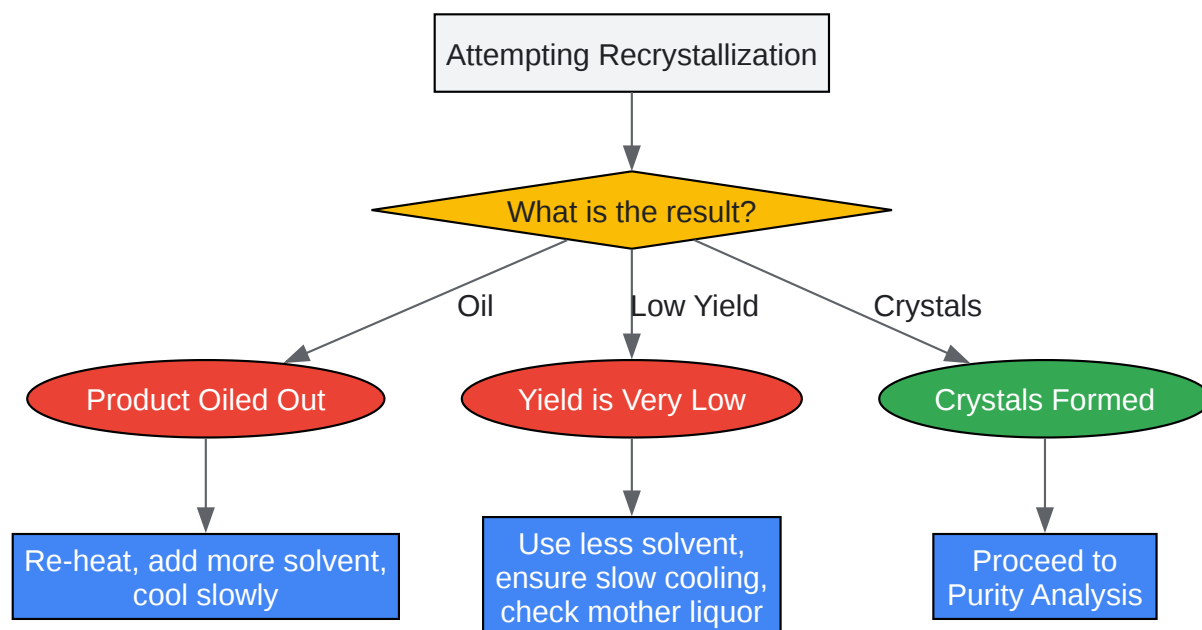 Attempting Recrystallization
What is the result?
Oil
Low Yield
Crystals
Product Oiled Out
Yield is Very Low
Crystals Formed
Re-heat, add more solvent,
cool slowly
Use less solvent,
ensure slow cooling,
check mother liquor
Proceed to
Purity Analysis